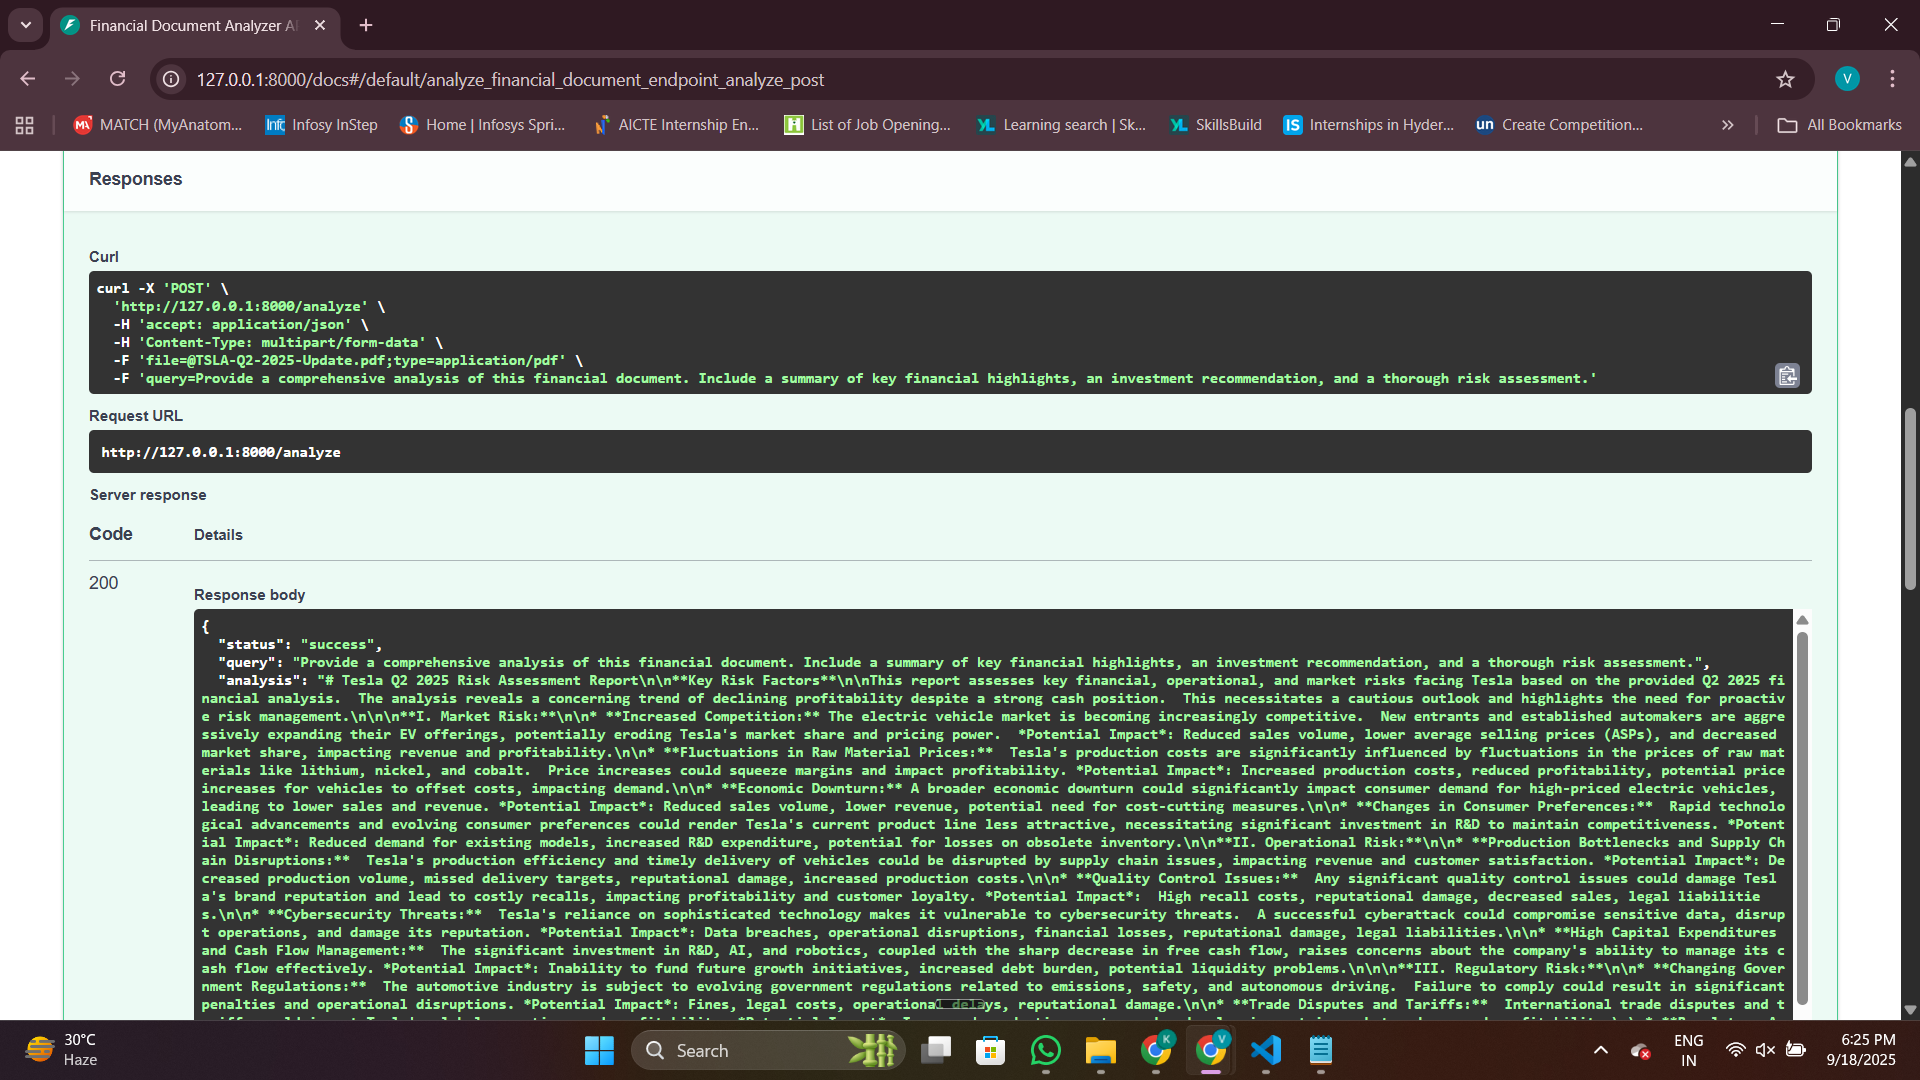 Financial Document Analyzer A
127.0.0.1:8000/docs#/default/analyze_financial_document_endpoint_analyze_post
V
MATCH (MyAnatom...
Infosy InStep
Home | Infosys Spri...
AICTE Internship En...
List of Job Opening...
Learning search | Sk...
SkillsBuild
Internships in Hyder...
Create Competition...
All Bookmarks
Responses
Curl
curl -X 'POST' \
'http://127.0.0.1:8000/analyze' \
-H 'accept: application/json' \
-H 'Content-Type: multipart/form-data' \
-F 'file=@TSLA-Q2-2025-Update.pdf;type=application/pdf' \
-F 'query=Provide a comprehensive analysis of this financial document. Include a summary of key financial highlights, an investment recommendation, and a thorough risk assessment.'
Request URL
http://127.0.0.1:8000/analyze
Server response
Code
Details
200
Response body
{
"status": "success",
"query": "Provide a comprehensive analysis of this financial document. Include a summary of key financial highlights, an investment recommendation, and a thorough risk assessment.",
"analysis": "# Tesla Q2 2025 Risk Assessment Report\n\n**Key Risk Factors**\n\nThis report assesses key financial, operational, and market risks facing Tesla based on the provided Q2 2025 fi
nancial analysis.  The analysis reveals a concerning trend of declining profitability despite a strong cash position.  This necessitates a cautious outlook and highlights the need for proactiv
e risk management.\n\n\n**I. Market Risk:**\n\n* **Increased Competition:** The electric vehicle market is becoming increasingly competitive.  New entrants and established automakers are aggre
ssively expanding their EV offerings, potentially eroding Tesla's market share and pricing power.  *Potential Impact*: Reduced sales volume, lower average selling prices (ASPs), and decreased
market share, impacting revenue and profitability.\n\n* **Fluctuations in Raw Material Prices:**  Tesla's production costs are significantly influenced by fluctuations in the prices of raw mat
erials like lithium, nickel, and cobalt.  Price increases could squeeze margins and impact profitability. *Potential Impact*: Increased production costs, reduced profitability, potential price
increases for vehicles to offset costs, impacting demand.\n\n* **Economic Downturn:** A broader economic downturn could significantly impact consumer demand for high-priced electric vehicles,
leading to lower sales and revenue. *Potential Impact*: Reduced sales volume, lower revenue, potential need for cost-cutting measures.\n\n* **Changes in Consumer Preferences:**  Rapid technolo
gical advancements and evolving consumer preferences could render Tesla's current product line less attractive, necessitating significant investment in R&D to maintain competitiveness. *Potent
ial Impact*: Reduced demand for existing models, increased R&D expenditure, potential for losses on obsolete inventory.\n\n**II. Operational Risk:**\n\n* **Production Bottlenecks and Supply Ch
ain Disruptions:**  Tesla's production efficiency and timely delivery of vehicles could be disrupted by supply chain issues, impacting revenue and customer satisfaction. *Potential Impact*: De
creased production volume, missed delivery targets, reputational damage, increased production costs.\n\n* **Quality Control Issues:**  Any significant quality control issues could damage Tesl
a's brand reputation and lead to costly recalls, impacting profitability and customer loyalty. *Potential Impact*:  High recall costs, reputational damage, decreased sales, legal liabilitie
s.\n\n* **Cybersecurity Threats:**  Tesla's reliance on sophisticated technology makes it vulnerable to cybersecurity threats.  A successful cyberattack could compromise sensitive data, disrup
t operations, and damage its reputation. *Potential Impact*: Data breaches, operational disruptions, financial losses, reputational damage, legal liabilities.\n\n* **High Capital Expenditures
and Cash Flow Management:**  The significant investment in R&D, AI, and robotics, coupled with the sharp decrease in free cash flow, raises concerns about the company's ability to manage its c
ash flow effectively. *Potential Impact*: Inability to fund future growth initiatives, increased debt burden, potential liquidity problems.\n\n\n**III. Regulatory Risk:**\n\n* **Changing Gover
nment Regulations:**  The automotive industry is subject to evolving government regulations related to emissions, safety, and autonomous driving.  Failure to comply could result in significant
penalties and operational disruptions. *Potential Impact*: Fines, legal costs, operational delays, reputational damage.\n\n* **Trade Disputes and Tariffs:**  International trade disputes and t
30°C
Haze
Search
K
V
ENG
IN
6:25 PM
9/18/2025